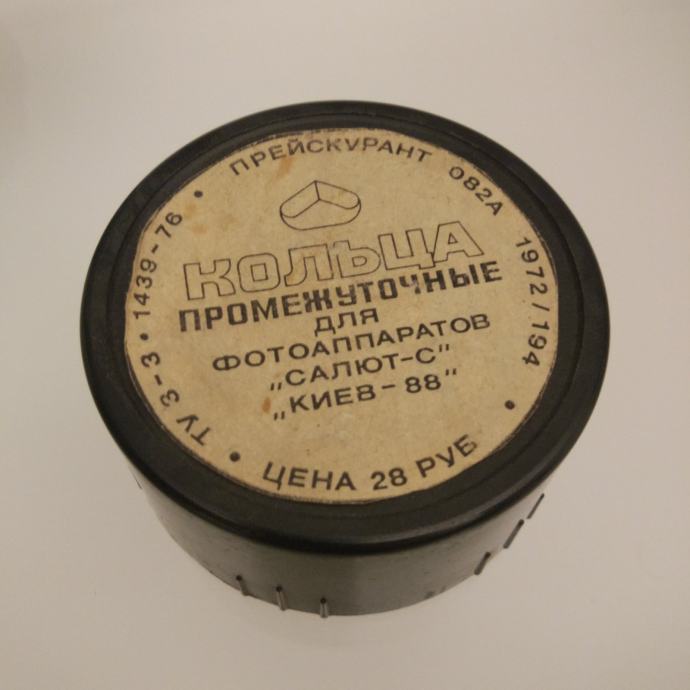 ПРЕЙСКУРАНТ 082А 1972/194
КОЛЬЦА
ПРОМЕЖУТОЧНЫЕ
ДЛЯ
ФОТОАППАРАТОВ
„САЛЮТ-С"
„КИЕВ-88"
ЦЕНА 28 РУБ
ТУ 3-3 • 1439-76 •